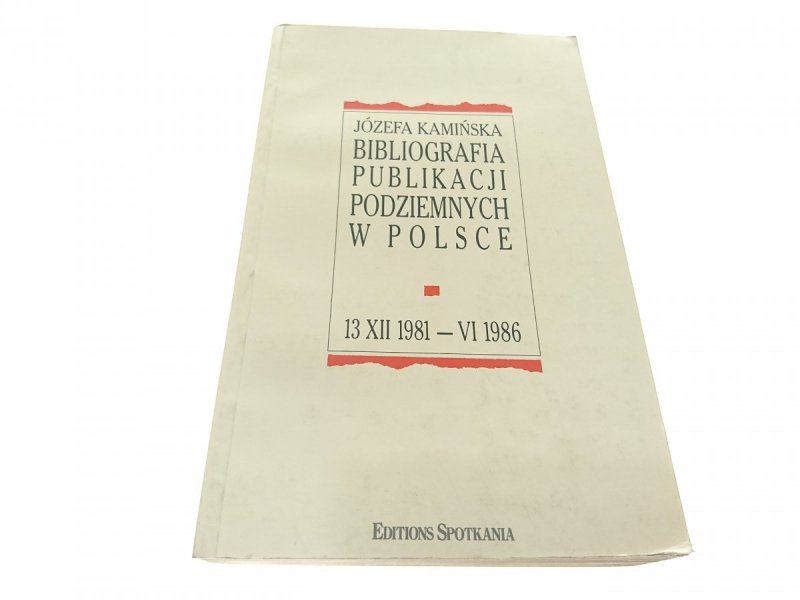 JÓZEFA KAMIŃSKA
BIBLIOGRAFIA
PUBLIKACJI
PODZIEMNYCH
W POLSCE
13 XII 1981 — VI 1986
EDITIONS SPOTKANIA